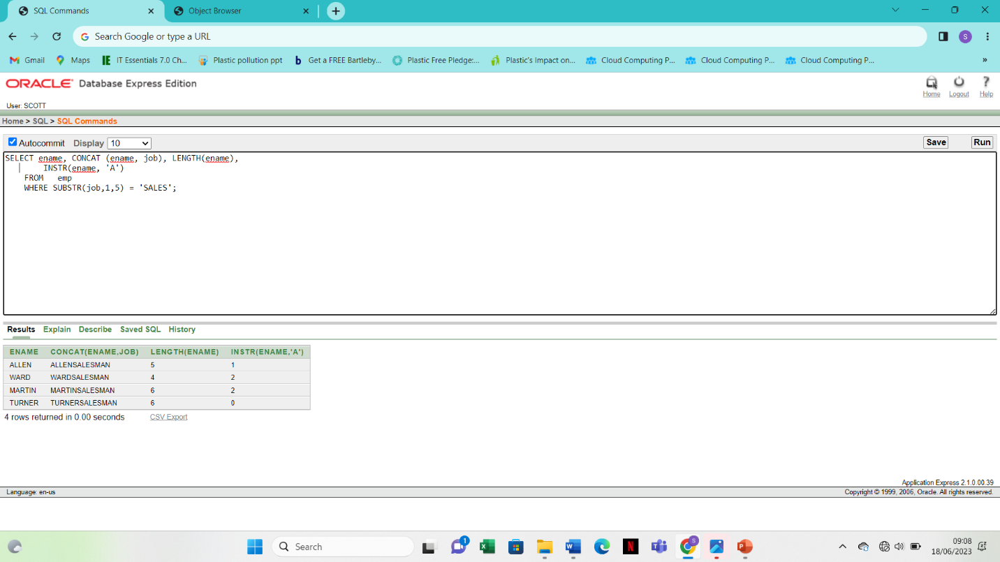 SQL Commands
Object Browser
Search Google or type a URL
S
Gmail
Maps
IE
IT Essentials 7.0 Ch...
Plastic pollution ppt
b
Get a FREE Bartleby...
Plastic Free Pledge:...
Plastic's Impact on...
Cloud Computing P...
Cloud Computing P...
Cloud Computing P...
»
ORACLE Database Express Edition
Home Logout Help
User: SCOTT
Home > SQL > SQL Commands
Autocommit Display 10 Save Run
SELECT ename, CONCAT (ename, job), LENGTH(ename),
INSTR(ename, 'A')
FROM emp
WHERE SUBSTR(job,1,5) = 'SALES';
Results Explain Describe Saved SQL History
ENAME CONCAT(ENAME,JOB) LENGTH(ENAME) INSTR(ENAME,'A')
ALLEN ALLENSALESMAN 5 1
WARD WARDSALESMAN 4 2
MARTIN MARTINSALESMAN 6 2
TURNER TURNERSALESMAN 6 0
4 rows returned in 0.00 seconds CSV Export
Application Express 2.1.0.00.39
Language: en-us Copyright © 1999, 2006, Oracle. All rights reserved.
Search
1
S
09:08
18/06/2023